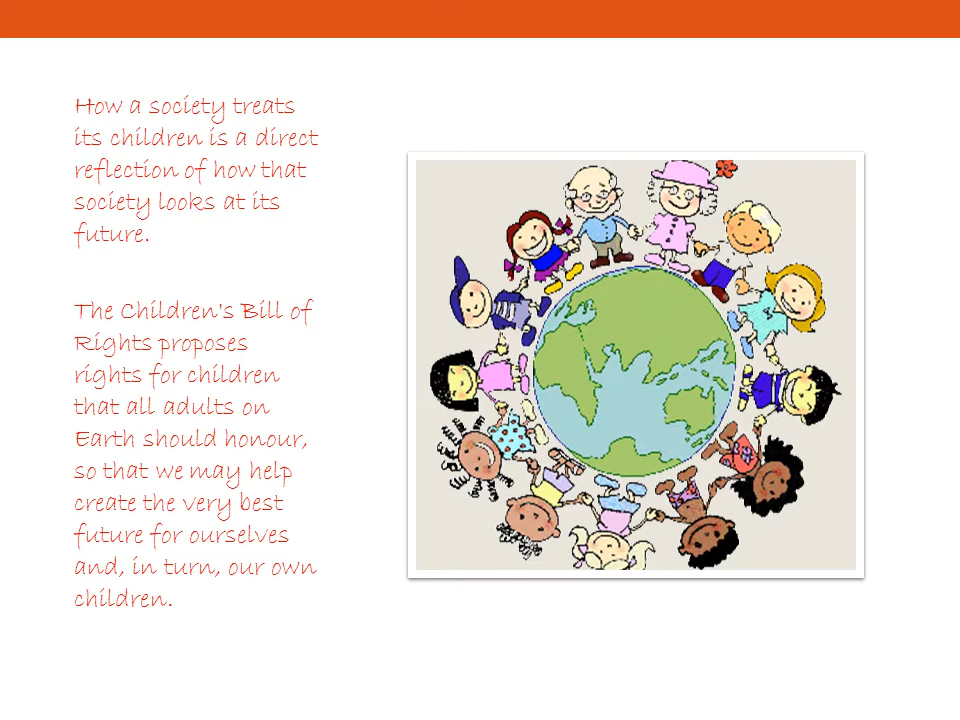 How a society treats
its children is a direct
reflection of how that
society looks at its
future.
The Children's Bill of
Rights proposes
rights for children
that all adults on
Earth should honour,
so that we may help
create the very best
future for ourselves
and, in turn, our own
children.